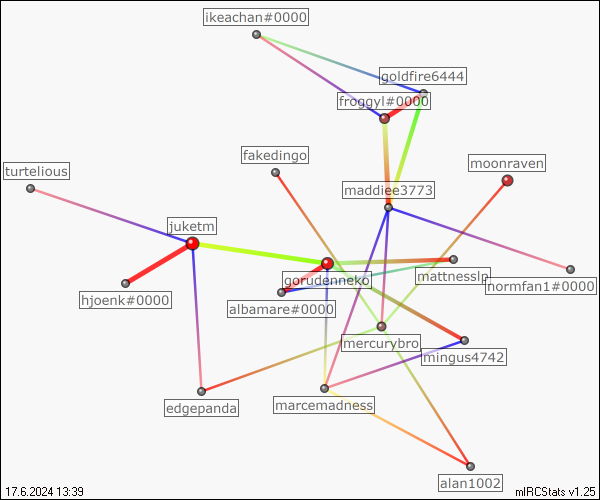 ikeachan#0000
goldfire6444
froggyl#0000
fakedingo
moonraven
turtelious
maddiee3773
juketm
mattnesslp
gorudenneko
normfan1#0000
hjoenk#0000
albamare#0000
mercurybro
mingus4742
edgepanda
marcemadness
alan1002
17.6.2024 13:39
mIRCStats v1.25